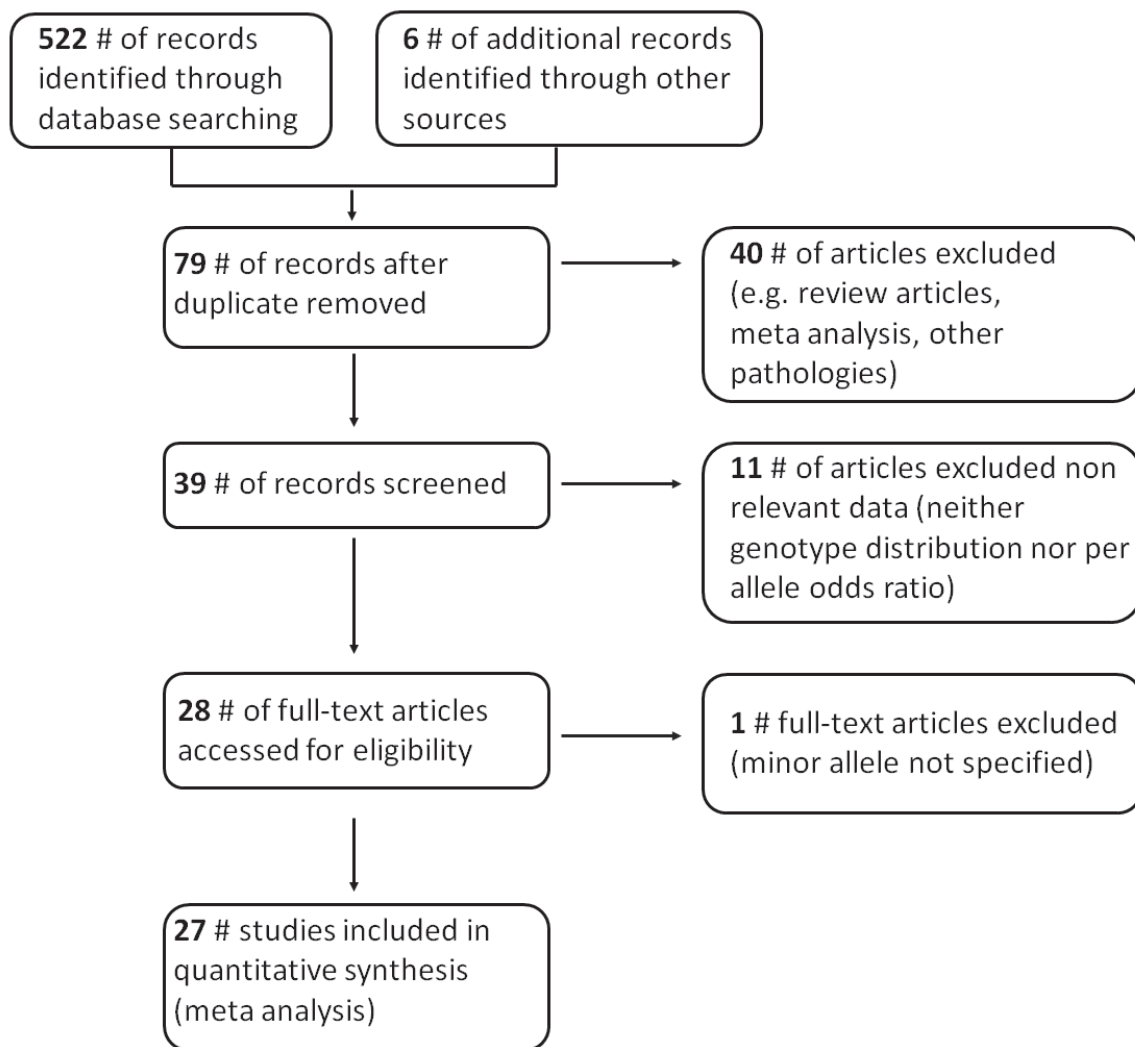 522 # of records
identified through
database searching
6 # of additional records
identified through other
sources
79 # of records after
duplicate removed
40 # of articles excluded
(e.g. review articles,
meta analysis, other
pathologies)
39 # of records screened
11 # of articles excluded non
relevant data (neither
genotype distribution nor per
allele odds ratio)
28 # of full-text articles
accessed for eligibility
1 # full-text articles excluded
(minor allele not specified)
27 # studies included in
quantitative synthesis
(meta analysis)